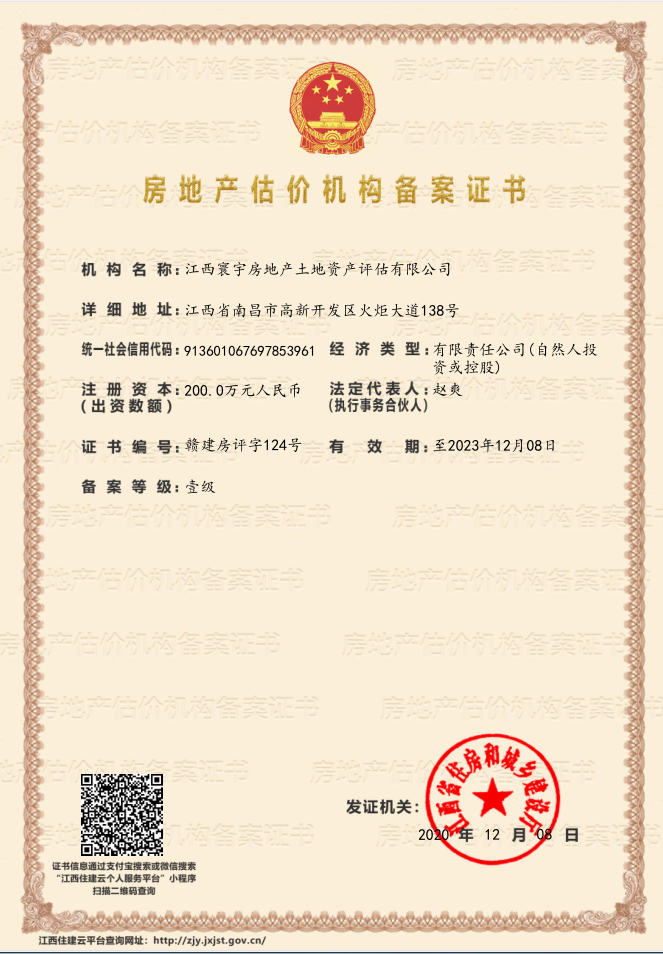 房地产估价机构备案证书
机构名称：江西寰宇房地产土地资产评估有限公司
详细地址：江西省南昌市高新开发区火炬大道138号
统一社会信用代码：913601067697853961 经济类型：有限责任公司(自然人投
资或控股)
注册资本：200.0万元人民币 法定代表人：赵爽
(出资数额) (执行事务合伙人)
证书编号：赣建房评字124号 有效期：至2023年12月08日
备案等级：壹级
江西省住房和城乡建设厅
发证机关：
2020 年 12 月 08 日
证书信息通过支付宝搜索或微信搜索
“江西住建云个人服务平台”小程序
扫描二维码查询
江西住建云平台查询网址：http://zjy.jxjst.gov.cn/